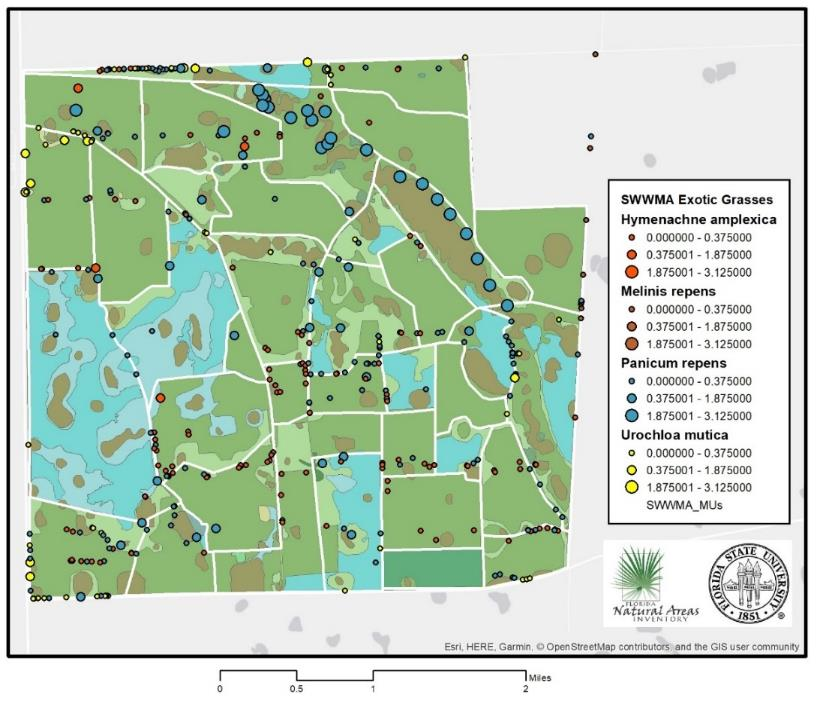 SWWMA Exotic Grasses
Hymenachne amplexica
0.000000 - 0.375000
0.375001 - 1.875000
1.875001 - 3.125000
Melinis repens
0.000000 - 0.375000
0.375001 - 1.875000
1.875001 - 3.125000
Panicum repens
0.000000 - 0.375000
0.375001 - 1.875000
1.875001 - 3.125000
Urochloa mutica
0.000000 - 0.375000
0.375001 - 1.875000
1.875001 - 3.125000
SWWMA_MUs
FLORIDA
Natural Areas
INVENTORY
FLORIDA STATE UNIVERSITY
1851
®
Esri, HERE, Garmin, © OpenStreetMap contributors, and the GIS user community
Miles
0 0.5 1 2